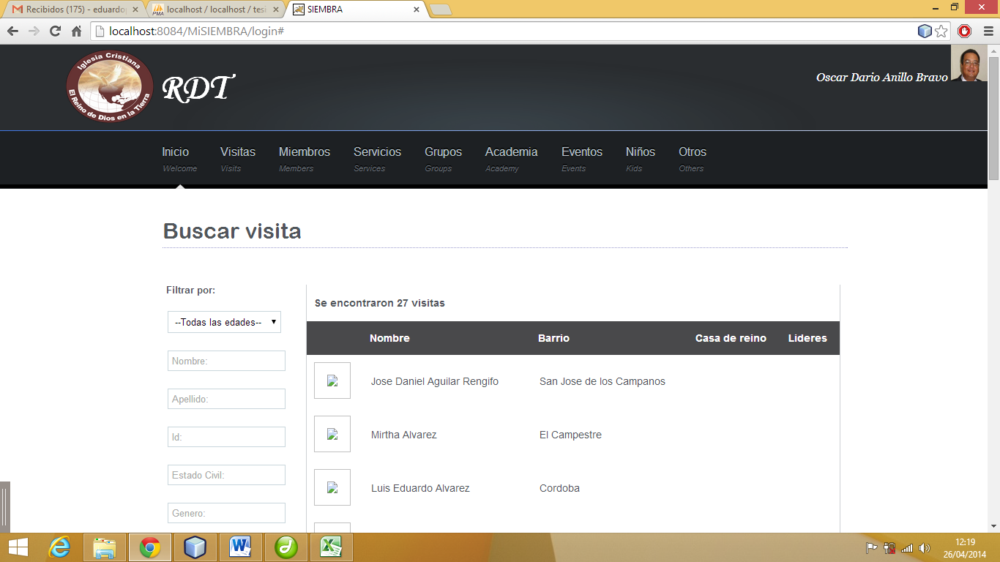 Recibidos (175) - eduardop
localhost / localhost / tesi
SIEMBRA
localhost:8084/MiSIEMBRA/login#
Iglesia Cristiana
El Reino de Dios en la Tierra
RDT
Oscar Dario Anillo Bravo
Inicio Visitas Miembros Servicios Grupos Academia Eventos Niños Otros
Welcome Visits Members Services Groups Academy Events Kids Others
Buscar visita
Filtrar por:
--Todas las edades--
Nombre:
Apellido:
Id:
Estado Civil:
Genero:
Se encontraron 27 visitas
Nombre Barrio Casa de reino Lideres
Jose Daniel Aguilar Rengifo San Jose de los Campanos
Mirtha Alvarez El Campestre
Luis Eduardo Alvarez Cordoba
12:19
26/04/2014